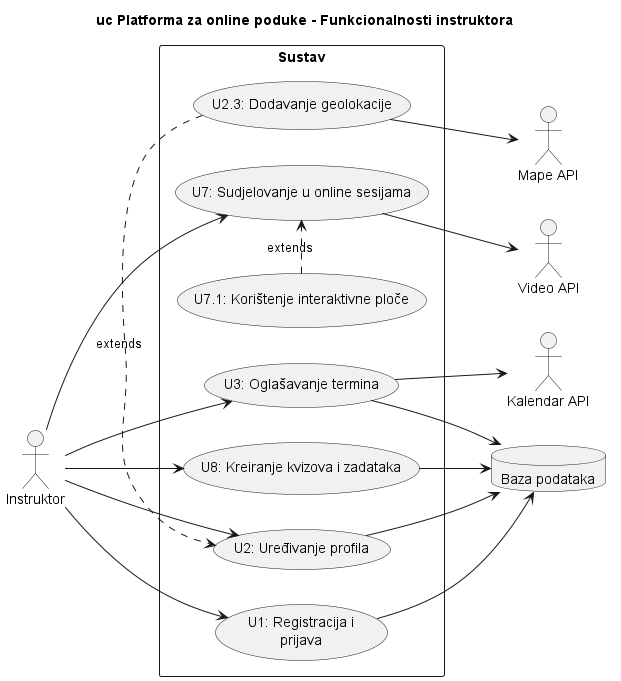 uc Platforma za online poduke - Funkcionalnosti instruktora
Sustav
U2.3: Dodavanje geolokacije
Mape API
U7: Sudjelovanje u online sesijama
extends
Video API
U7.1: Korištenje interaktivne ploče
extends
U3: Oglašavanje termina
Kalendar API
Instruktor
U8: Kreiranje kvizova i zadataka
Baza podataka
U2: Uređivanje profila
U1: Registracija i
prijava